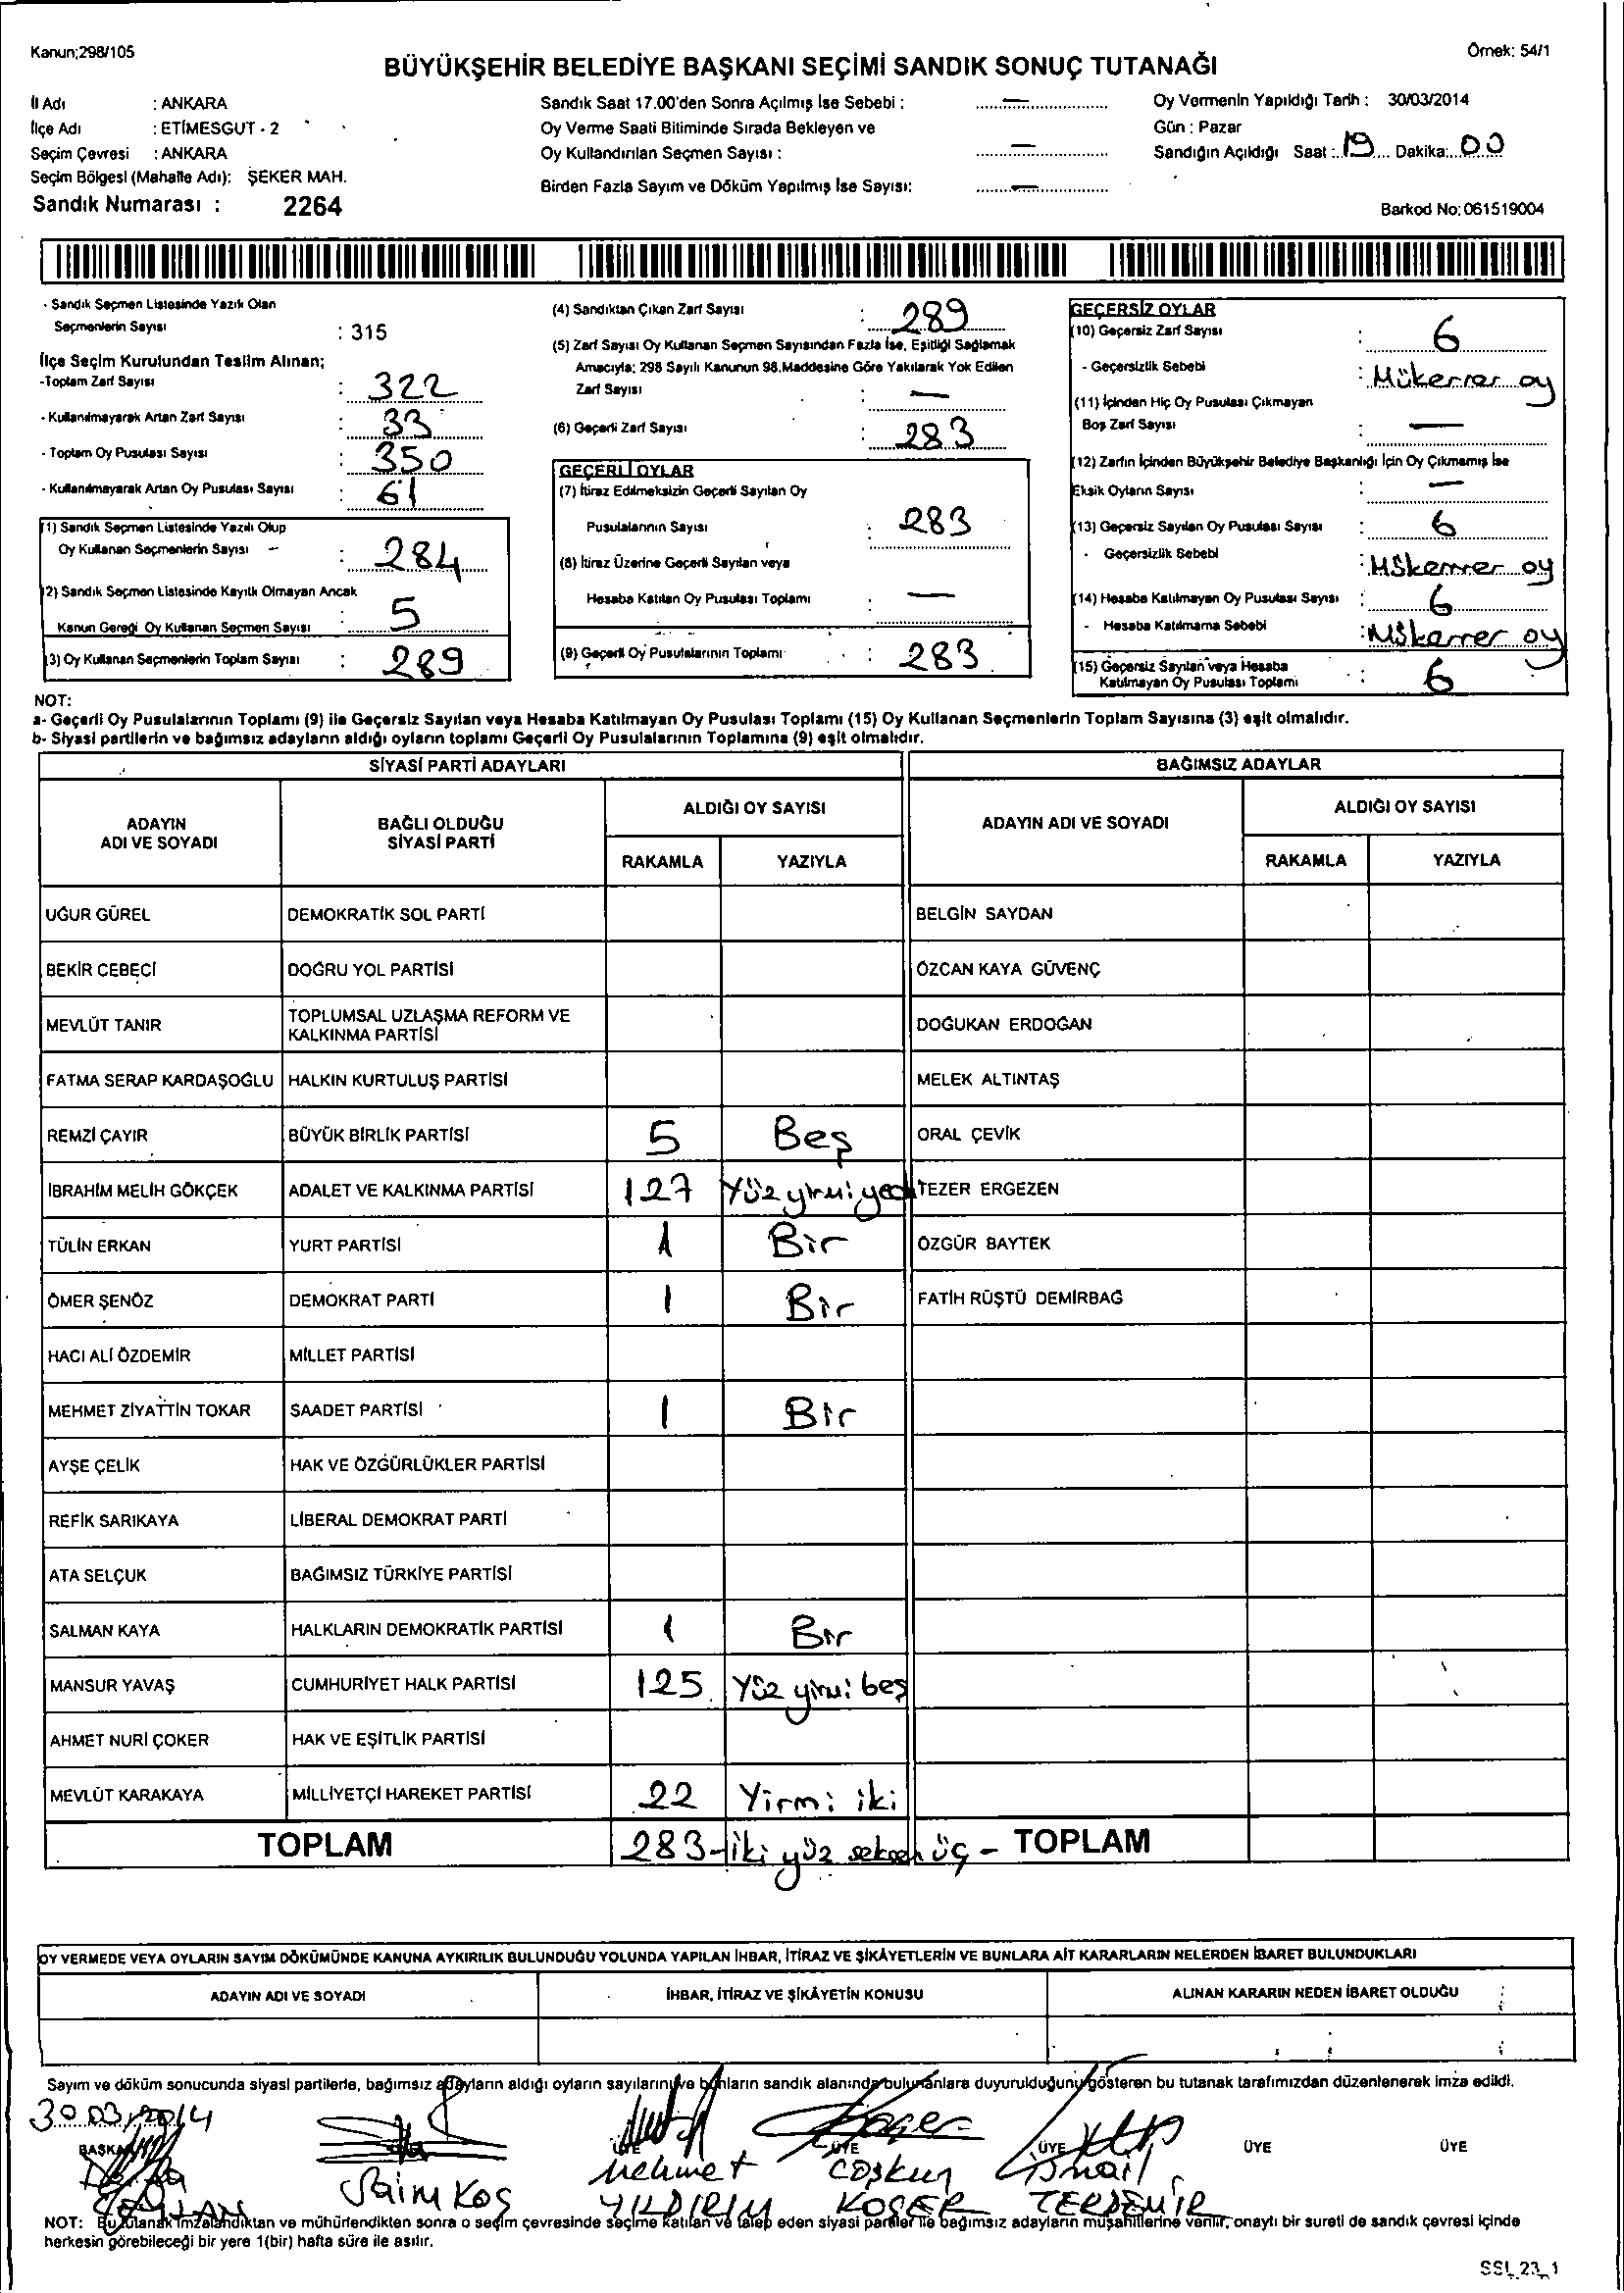 Kanun;298/105
Örnek: 54/1
BÜYÜKŞEHİR BELEDİYE BAŞKANI SEÇİMİ SANDIK SONUÇ TUTANAĞI
İl Adı : ANKARA
İlçe Adı : ETİMESGUT - 2
Seçim Çevresi : ANKARA
Seçim Bölgesi (Mahalle Adı): ŞEKER MAH.
Sandık Numarası : 2264
Sandık Saat 17.00'den Sonra Açılmış İse Sebebi : —
Oy Verme Saati Bitiminde Sırada Bekleyen ve
Oy Kullandırılan Seçmen Sayısı : —
Birden Fazla Sayım ve Döküm Yapılmış İse Sayısı: —
Oy Vermenin Yapıldığı Tarih : 30/03/2014
Gün : Pazar
Sandığın Açıldığı Saat : 19 Dakika: 00
Barkod No: 061519004
- Sandık Seçmen Listesinde Yazılı Olan
Seçmenlerin Sayısı : 315
İlçe Seçim Kurulundan Teslim Alınan;
-Toplam Zarf Sayısı : 322
- Kullanılmayarak Artan Zarf Sayısı : 33
- Toplam Oy Pusulası Sayısı : 350
- Kullanılmayarak Artan Oy Pusulası Sayısı : 61
(1) Sandık Seçmen Listesinde Yazılı Olup
Oy Kullanan Seçmenlerin Sayısı : 284
(2) Sandık Seçmen Listesinde Kayıtlı Olmayan Ancak
Kanun Gereği Oy Kullanan Seçmen Sayısı : 5
(3) Oy Kullanan Seçmenlerin Toplam Sayısı : 289
(4) Sandıktan Çıkan Zarf Sayısı : 289
(5) Zarf Sayısı Oy Kullanan Seçmen Sayısından Fazla İse, Eşitliği Sağlamak
Amacıyla; 298 Sayılı Kanunun 98.Maddesine Göre Yakılarak Yok Edilen
Zarf Sayısı : —
(6) Geçerli Zarf Sayısı : 283
GEÇERLİ OYLAR
(7) İtiraz Edilmeksizin Geçerli Sayılan Oy
Pusulalarının Sayısı : 283
(8) İtiraz Üzerine Geçerli Sayılan veya
Hesaba Katılan Oy Pusulası Toplamı : —
(9) Geçerli Oy Pusulalarının Toplamı : 283
GEÇERSİZ OYLAR
(10) Geçersiz Zarf Sayısı : 6
- Geçersizlik Sebebi : Mükerrer oy
(11) İçinden Hiç Oy Pusulası Çıkmayan
Boş Zarf Sayısı : —
(12) Zarfın İçinden Büyükşehir Belediye Başkanlığı İçin Oy Çıkmamış İse
Eksik Oyların Sayısı : —
(13) Geçersiz Sayılan Oy Pusulası Sayısı : 6
- Geçersizlik Sebebi : Mükerrer oy
(14) Hesaba Katılmayan Oy Pusulası Sayısı : 6
- Hesaba Katılmama Sebebi : Mükerrer oy
(15) Geçersiz Sayılan veya Hesaba
Katılmayan Oy Pusulası Toplamı : 6
NOT:
a- Geçerli Oy Pusulalarının Toplamı (9) ile Geçersiz Sayılan veya Hesaba Katılmayan Oy Pusulası Toplamı (15) Oy Kullanan Seçmenlerin Toplam Sayısına (3) eşit olmalıdır.
b- Siyasi partilerin ve bağımsız adayların aldığı oyların toplamı Geçerli Oy Pusulalarının Toplamına (9) eşit olmalıdır.
SİYASİ PARTİ ADAYLARI BAĞIMSIZ ADAYLAR
ADAYIN ADI VE SOYADI BAĞLI OLDUĞU SİYASİ PARTİ ALDIĞI OY SAYISI ADAYIN ADI VE SOYADI ALDIĞI OY SAYISI
RAKAMLA YAZIYLA RAKAMLA YAZIYLA
UĞUR GÜREL DEMOKRATİK SOL PARTİ BELGİN SAYDAN
BEKİR CEBECİ DOĞRU YOL PARTİSİ ÖZCAN KAYA GÜVENÇ
MEVLÜT TANIR TOPLUMSAL UZLAŞMA REFORM VE KALKINMA PARTİSİ DOĞUKAN ERDOĞAN
FATMA SERAP KARDAŞOĞLU HALKIN KURTULUŞ PARTİSİ MELEK ALTINTAŞ
REMZİ ÇAYIR BÜYÜK BİRLİK PARTİSİ 5 Beş ORAL ÇEVİK
İBRAHİM MELİH GÖKÇEK ADALET VE KALKINMA PARTİSİ 127 Yüz yirmi yedi TEZER ERGEZEN
TÜLİN ERKAN YURT PARTİSİ 1 Bir ÖZGÜR BAYTEK
ÖMER ŞENÖZ DEMOKRAT PARTİ 1 Bir FATİH RÜŞTÜ DEMİRBAĞ
HACI ALİ ÖZDEMİR MİLLET PARTİSİ
MEHMET ZİYATTİN TOKAR SAADET PARTİSİ 1 Bir
AYŞE ÇELİK HAK VE ÖZGÜRLÜKLER PARTİSİ
REFİK SARIKAYA LİBERAL DEMOKRAT PARTİ
ATA SELÇUK BAĞIMSIZ TÜRKİYE PARTİSİ
SALMAN KAYA HALKLARIN DEMOKRATİK PARTİSİ 1 Bir
MANSUR YAVAŞ CUMHURİYET HALK PARTİSİ 125 Yüz yirmi beş
AHMET NURİ ÇOKER HAK VE EŞİTLİK PARTİSİ
MEVLÜT KARAKAYA MİLLİYETÇİ HAREKET PARTİSİ 22 Yirmi iki
TOPLAM 283 - iki yüz seksen üç - TOPLAM
OY VERMEDE VEYA OYLARIN SAYIM DÖKÜMÜNDE KANUNA AYKIRILIK BULUNDUĞU YOLUNDA YAPILAN İHBAR, İTİRAZ VE ŞİKÂYETLERİN VE BUNLARA AİT KARARLARIN NELERDEN İBARET BULUNDUKLARI
ADAYIN ADI VE SOYADI İHBAR, İTİRAZ VE ŞİKÂYETİN KONUSU ALINAN KARARIN NEDEN İBARET OLDUĞU
Sayım ve döküm sonucunda siyasi partilerle, bağımsız adayların aldığı oyların sayılarını ve bunların sandık alanında bulunanlara duyurulduğunu gösteren bu tutanak tarafımızdan düzenlenerek imza edildi.
30.03/2014
BAŞKAN ÜYE ÜYE ÜYE ÜYE ÜYE
Saim Koş Mehmet YILDIRIM Coşkun KOŞER İsmail TERDEMİR
NOT: Bu tutanak imzalandıktan ve mühürlendikten sonra o seçim çevresinde seçime katılan ve talep eden siyasi partiler ile bağımsız adayların müşahitlerine verilir, onaylı bir sureti de sandık çevresi içinde
herkesin görebileceği bir yere 1(bir) hafta süre ile asılır.
SSL_23_1